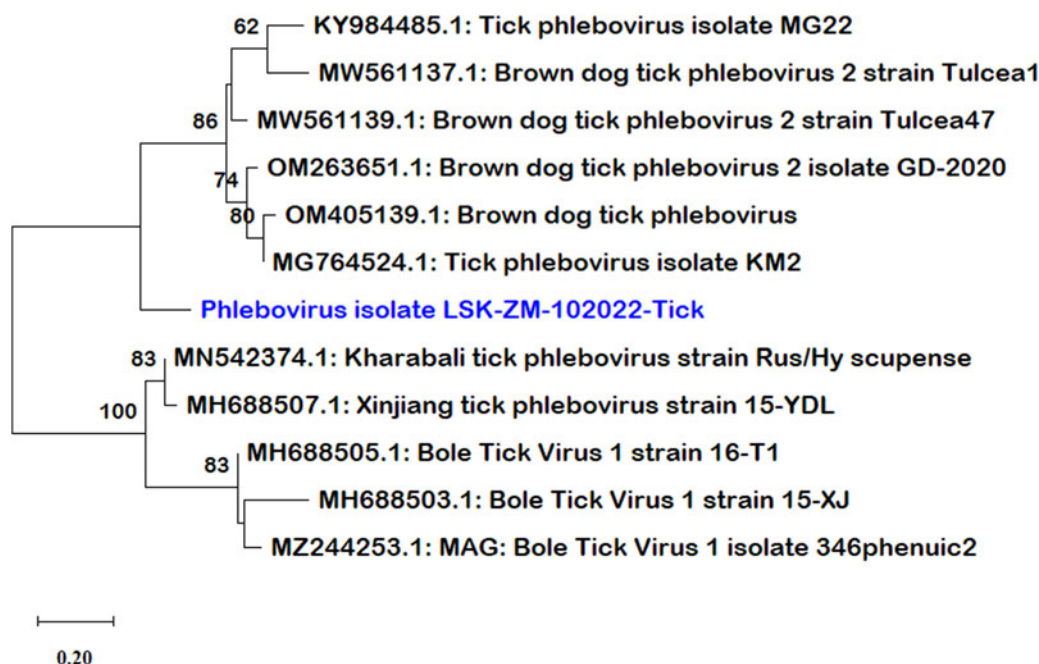 62
KY984485.1: Tick phlebovirus isolate MG22
MW561137.1: Brown dog tick phlebovirus 2 strain Tulcea1
86
MW561139.1: Brown dog tick phlebovirus 2 strain Tulcea47
OM263651.1: Brown dog tick phlebovirus 2 isolate GD-2020
74
80
OM405139.1: Brown dog tick phlebovirus
MG764524.1: Tick phlebovirus isolate KM2
Phlebovirus isolate LSK-ZM-102022-Tick
83
MN542374.1: Kharabali tick phlebovirus strain Rus/Hy scupense
100
MH688507.1: Xinjiang tick phlebovirus strain 15-YDL
83
MH688505.1: Bole Tick Virus 1 strain 16-T1
MH688503.1: Bole Tick Virus 1 strain 15-XJ
MZ244253.1: MAG: Bole Tick Virus 1 isolate 346phenuic2
0.20